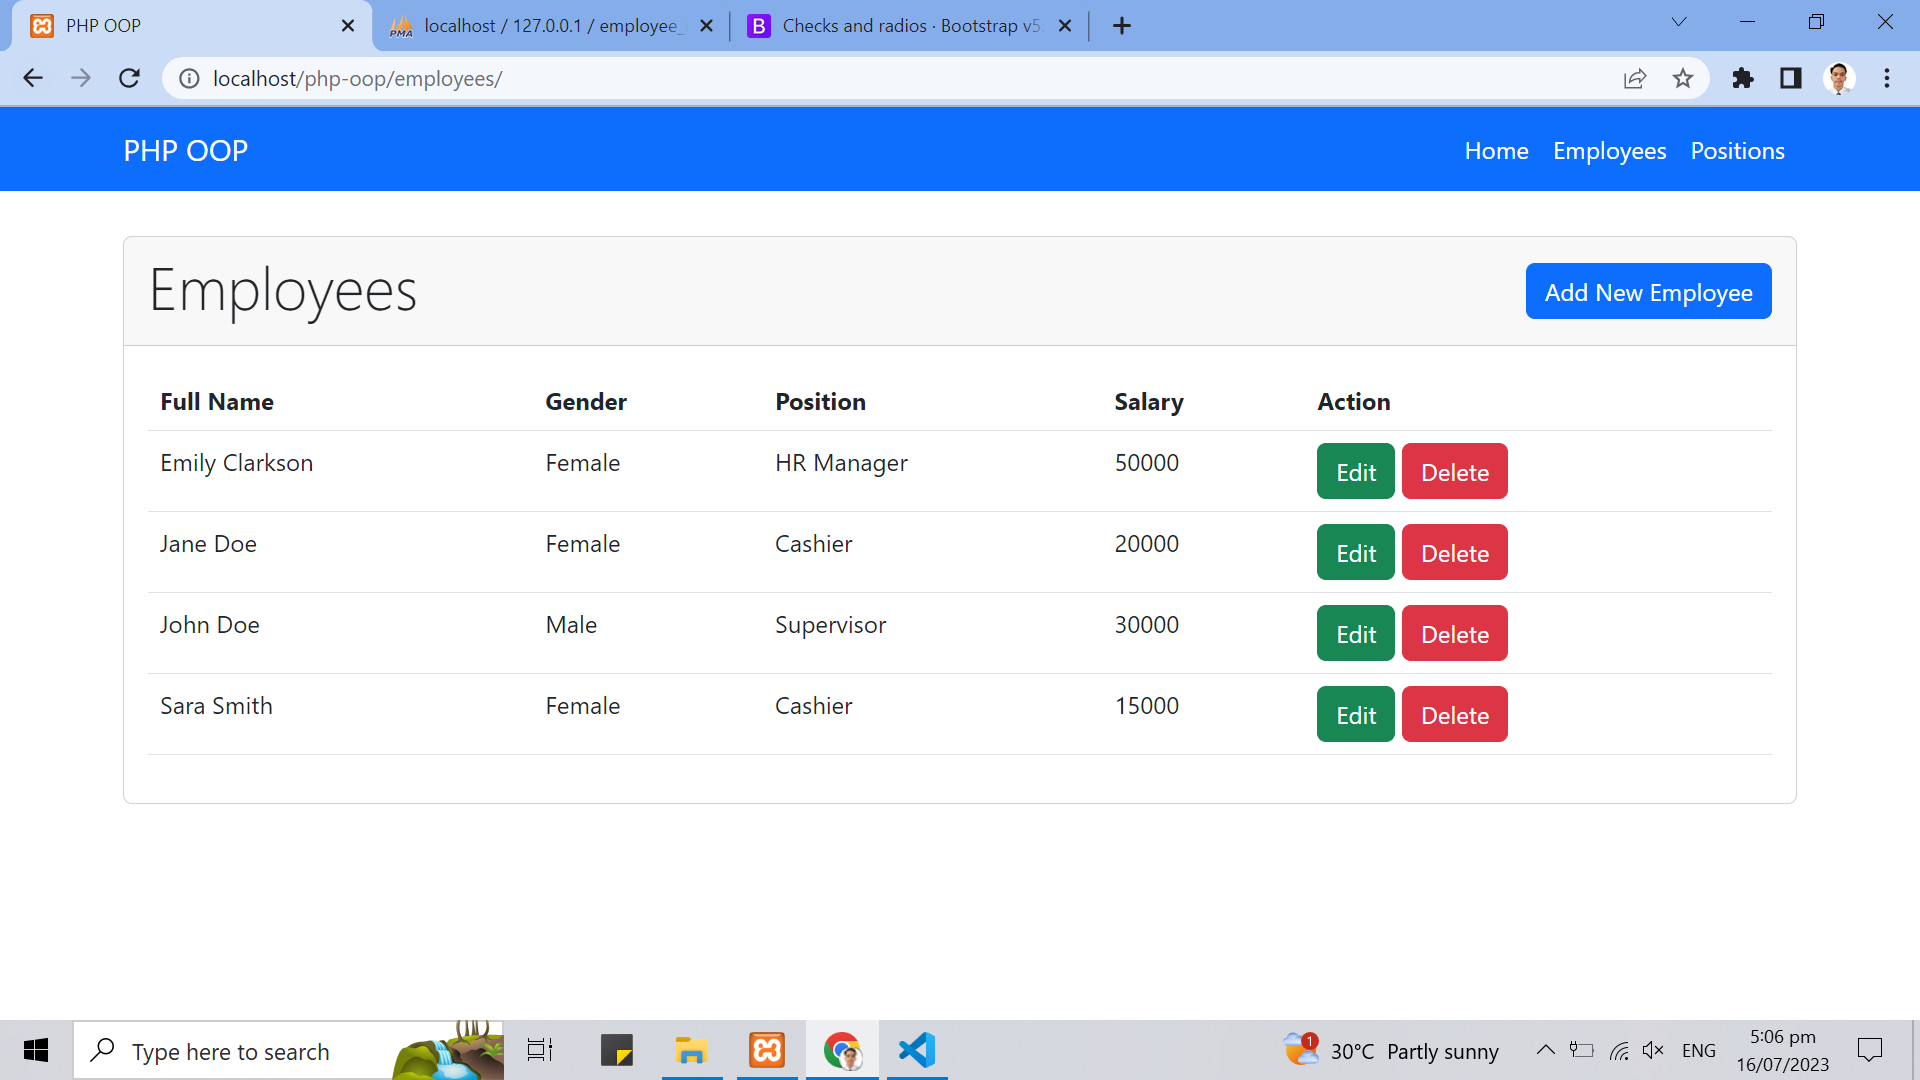 PHP OOP
localhost / 127.0.0.1 / employee_
Checks and radios · Bootstrap v5.
localhost/php-oop/employees/
PHP OOP
Home Employees Positions
Employees
Add New Employee
Full Name Gender Position Salary Action
Emily Clarkson Female HR Manager 50000 Edit Delete
Jane Doe Female Cashier 20000 Edit Delete
John Doe Male Supervisor 30000 Edit Delete
Sara Smith Female Cashier 15000 Edit Delete
Type here to search
1
30°C Partly sunny
ENG
5:06 pm
16/07/2023
PMA
B